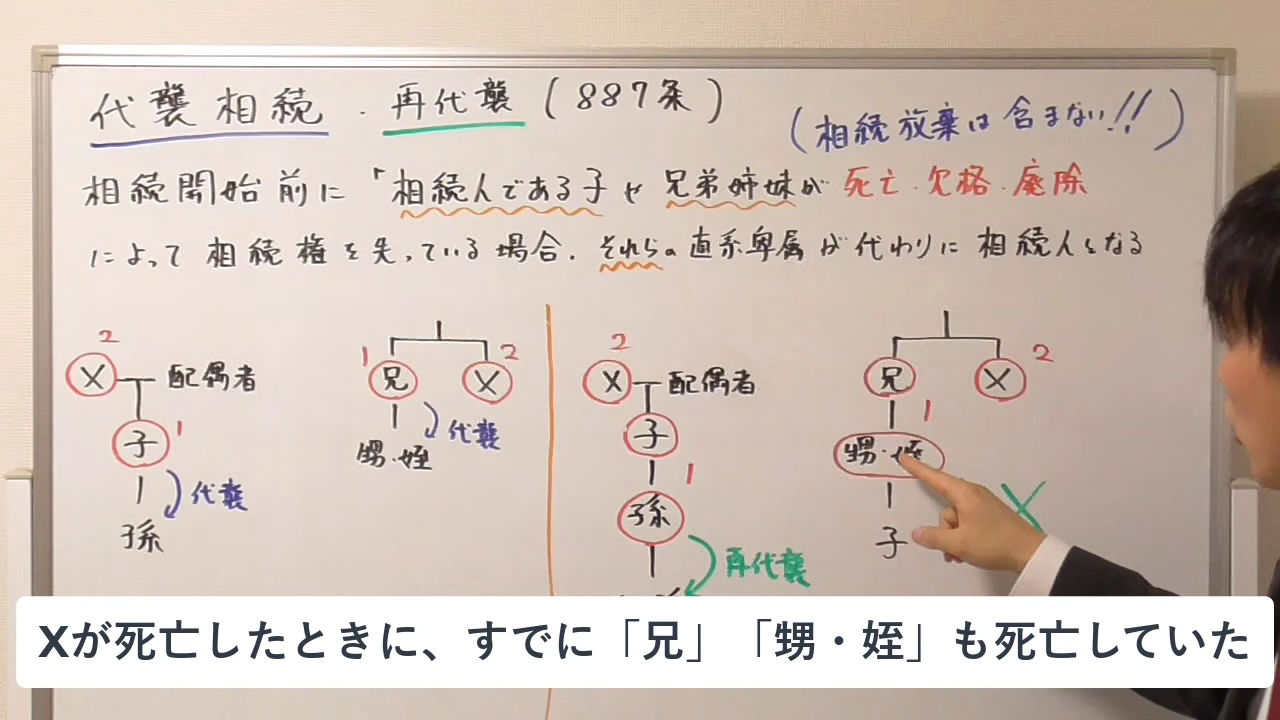 代襲相続・再代襲(887条)
(相続放棄は含まない!!)
相続開始前に「相続人である子や兄弟姉妹が死亡・欠格・廃除
によって相続権を失っている場合、それらの直系卑属が代わりに相続人となる
2
X
配偶者
子
1
代襲
孫
1
兄
2
X
代襲
甥・姪
2
X
配偶者
子
1
孫
再代襲
兄
2
X
1
甥・姪
子
X
Xが死亡したときに、すでに「兄」「甥・姪」も死亡していた